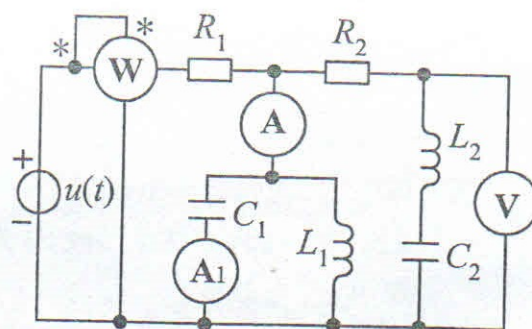 * * R₁ R₂
W
A
+ u(t) −
L₂
V
C₁ L₁
A1
C₂